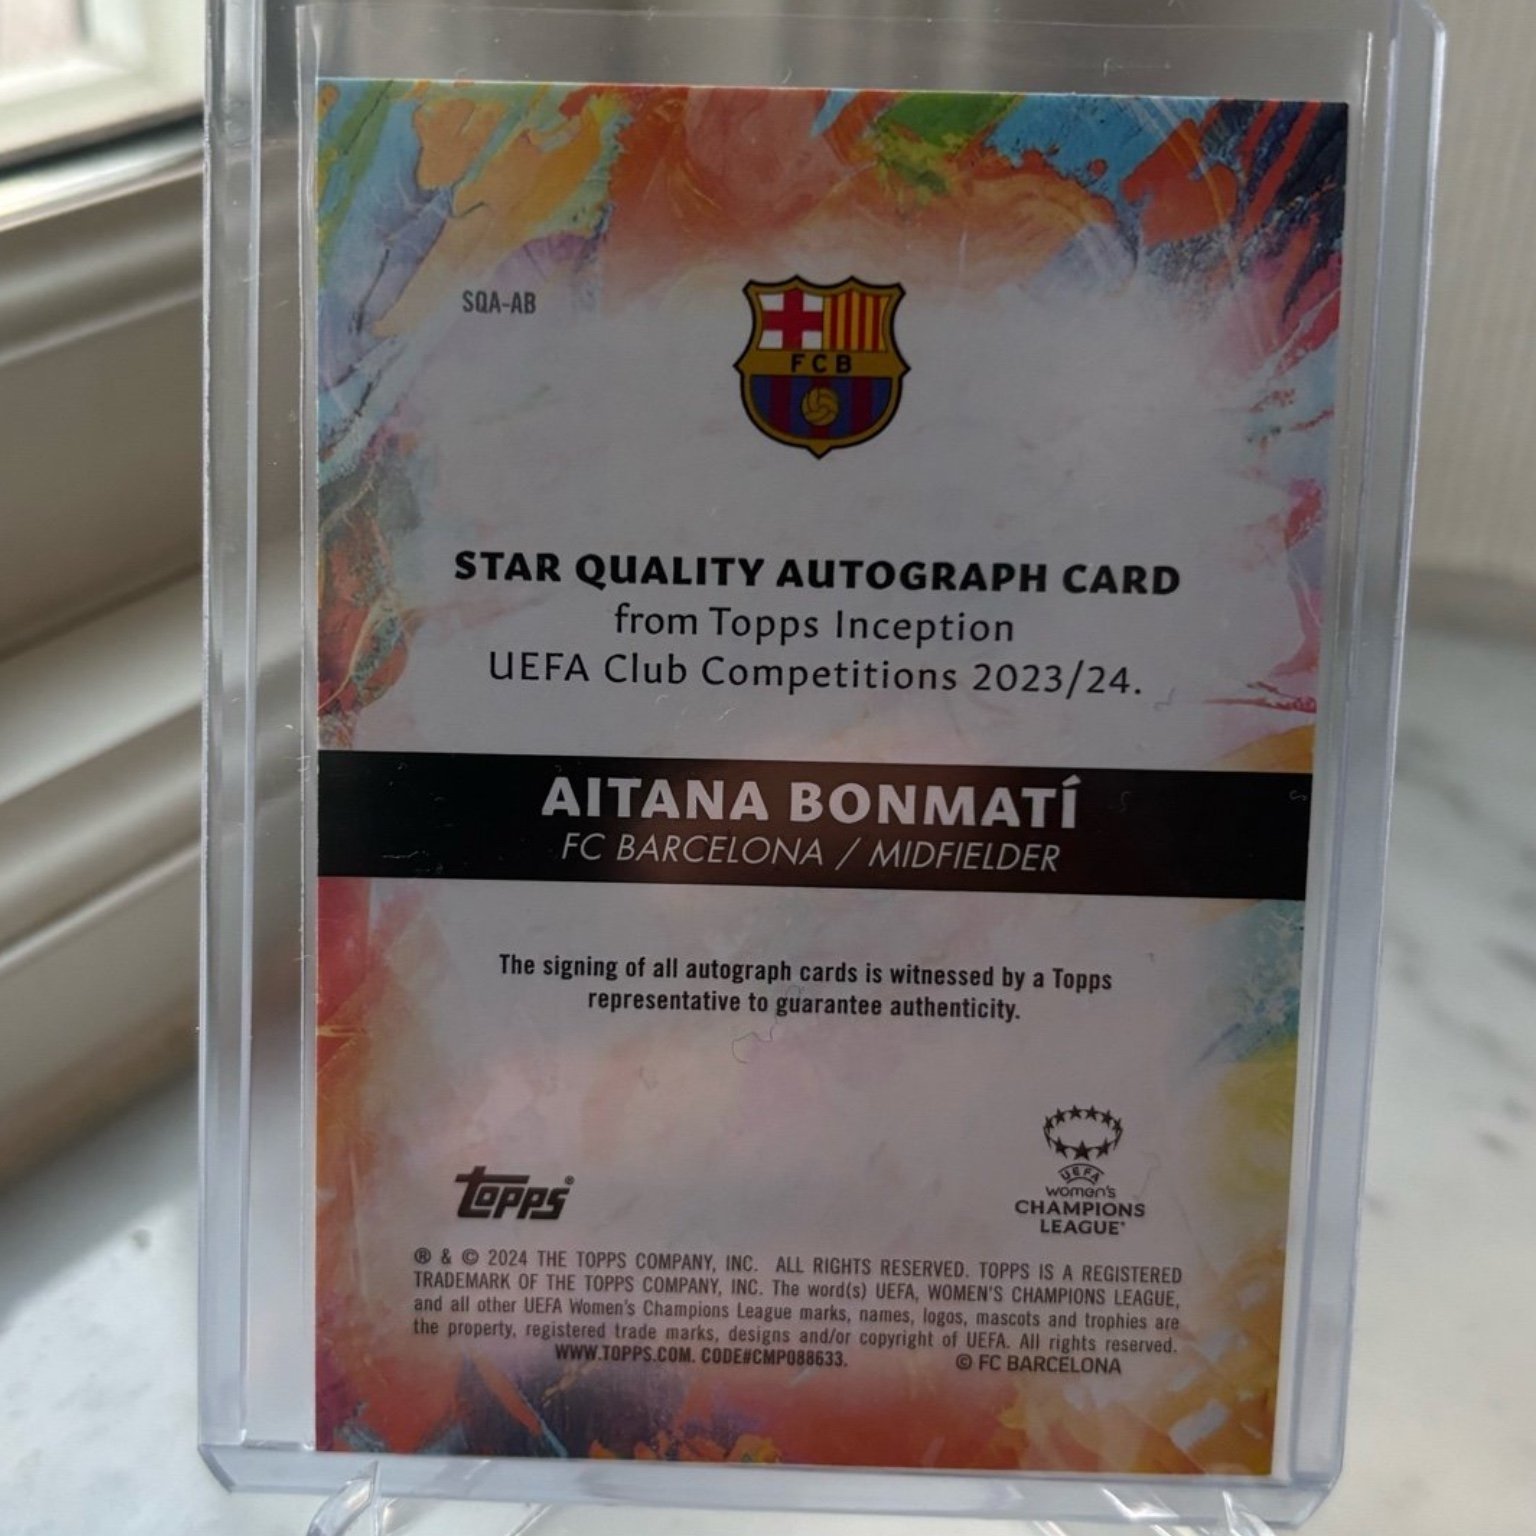 SQA-AB
FCB
STAR QUALITY AUTOGRAPH CARD
from Topps Inception
UEFA Club Competitions 2023/24.
AITANA BONMATÍ
FC BARCELONA / MIDFIELDER
The signing of all autograph cards is witnessed by a Topps
representative to guarantee authenticity.
topps®
UEFA
women's
CHAMPIONS
LEAGUE®
® & © 2024 THE TOPPS COMPANY, INC. ALL RIGHTS RESERVED. TOPPS IS A REGISTERED
TRADEMARK OF THE TOPPS COMPANY, INC. The word(s) UEFA, WOMEN'S CHAMPIONS LEAGUE,
and all other UEFA Women's Champions League marks, names, logos, mascots and trophies are
the property, registered trade marks, designs and/or copyright of UEFA. All rights reserved.
WWW.TOPPS.COM. CODE#CMP088633. © FC BARCELONA